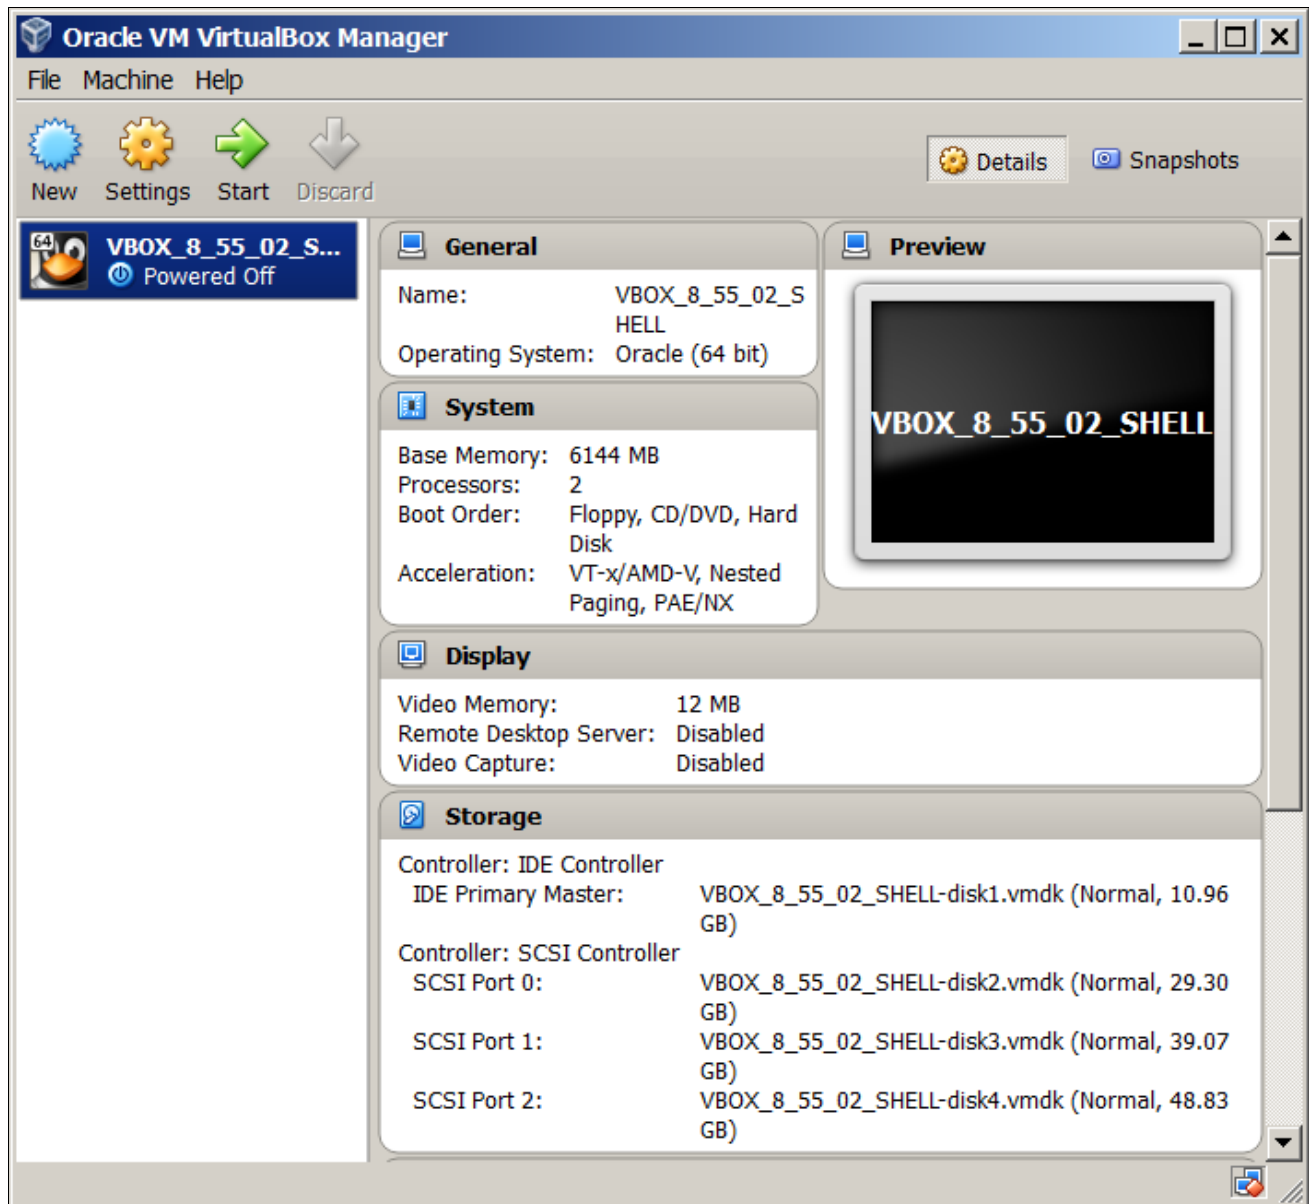 Oracle VM VirtualBox Manager
File Machine Help
New Settings Start Discard
Details Snapshots
64
VBOX_8_55_02_S...
Powered Off
General
Name: VBOX_8_55_02_S
HELL
Operating System: Oracle (64 bit)
System
Base Memory: 6144 MB
Processors: 2
Boot Order: Floppy, CD/DVD, Hard
Disk
Acceleration: VT-x/AMD-V, Nested
Paging, PAE/NX
Preview
VBOX_8_55_02_SHELL
Display
Video Memory: 12 MB
Remote Desktop Server: Disabled
Video Capture: Disabled
Storage
Controller: IDE Controller
IDE Primary Master: VBOX_8_55_02_SHELL-disk1.vmdk (Normal, 10.96
GB)
Controller: SCSI Controller
SCSI Port 0: VBOX_8_55_02_SHELL-disk2.vmdk (Normal, 29.30
GB)
SCSI Port 1: VBOX_8_55_02_SHELL-disk3.vmdk (Normal, 39.07
GB)
SCSI Port 2: VBOX_8_55_02_SHELL-disk4.vmdk (Normal, 48.83
GB)